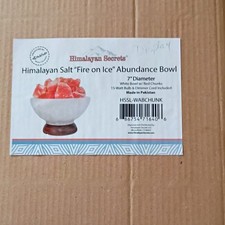 Himalayan Secrets
Himalayan Salt "Fire on Ice" Abundance Bowl
7" Diameter
White Bowl w/ Red Chunks
15 Watt Bulb & Dimmer Cord Included
Made in Pakistan
HSSL-WABCHUNK